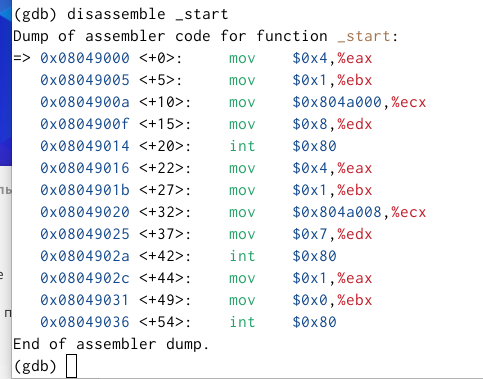 (gdb) disassemble _start
Dump of assembler code for function _start:
=> 0x08049000 <+0>:     mov    $0x4,%eax
   0x08049005 <+5>:     mov    $0x1,%ebx
   0x0804900a <+10>:    mov    $0x804a000,%ecx
   0x0804900f <+15>:    mov    $0x8,%edx
   0x08049014 <+20>:    int    $0x80
   0x08049016 <+22>:    mov    $0x4,%eax
   0x0804901b <+27>:    mov    $0x1,%ebx
   0x08049020 <+32>:    mov    $0x804a008,%ecx
   0x08049025 <+37>:    mov    $0x7,%edx
   0x0804902a <+42>:    int    $0x80
   0x0804902c <+44>:    mov    $0x1,%eax
   0x08049031 <+49>:    mov    $0x0,%ebx
   0x08049036 <+54>:    int    $0x80
End of assembler dump.
(gdb)